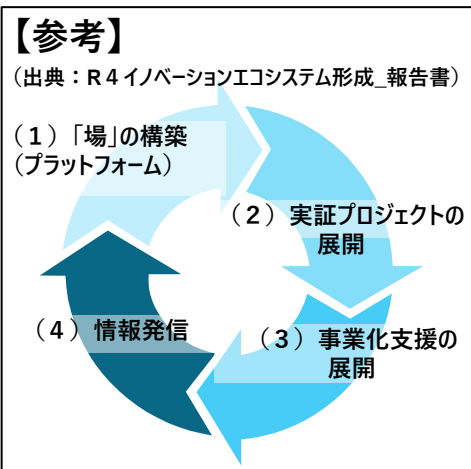 【参考】
（出典：Ｒ４イノベーションエコシステム形成_報告書）
（１）「場」の構築
（プラットフォーム）
（２）実証プロジェクトの
展開
（３）事業化支援の
展開
（４）情報発信